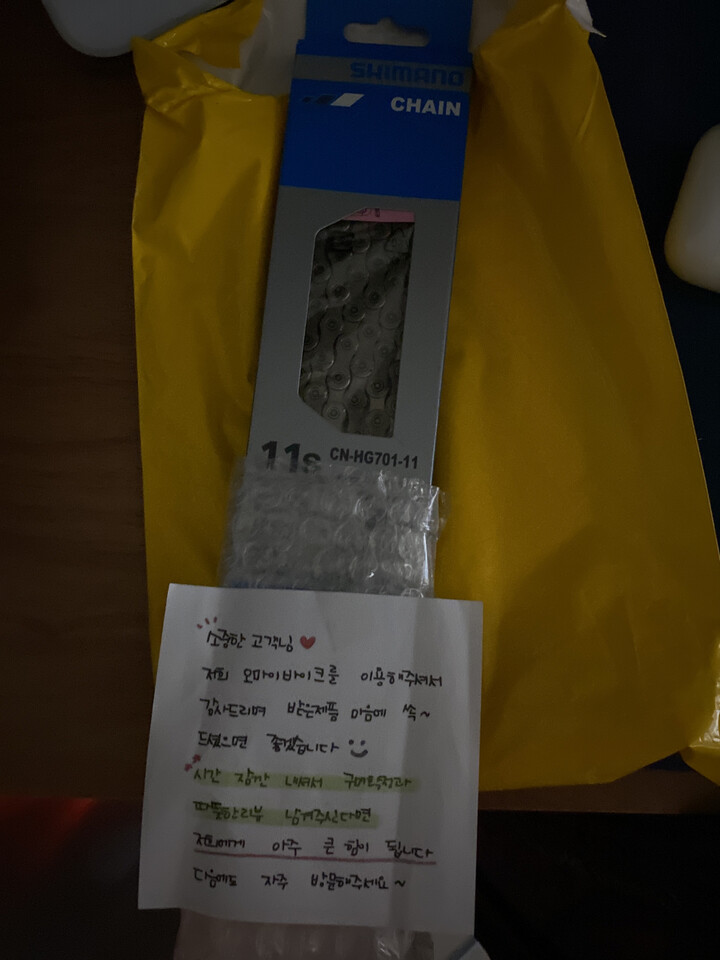 SHIMANO
CHAIN
11s CN-HG701-11
소중한 고객님
저희 오마이바이크를 이용해주셔서
감사드리며 받은제품 마음에 쏙~
드셨으면 좋겠습니다
시간 잠깐 내셔서 구매확정과
따뜻한리뷰 남겨주신다면
저희에게 아주 큰 힘이 됩니다
다음에도 자주 방문해주세요~